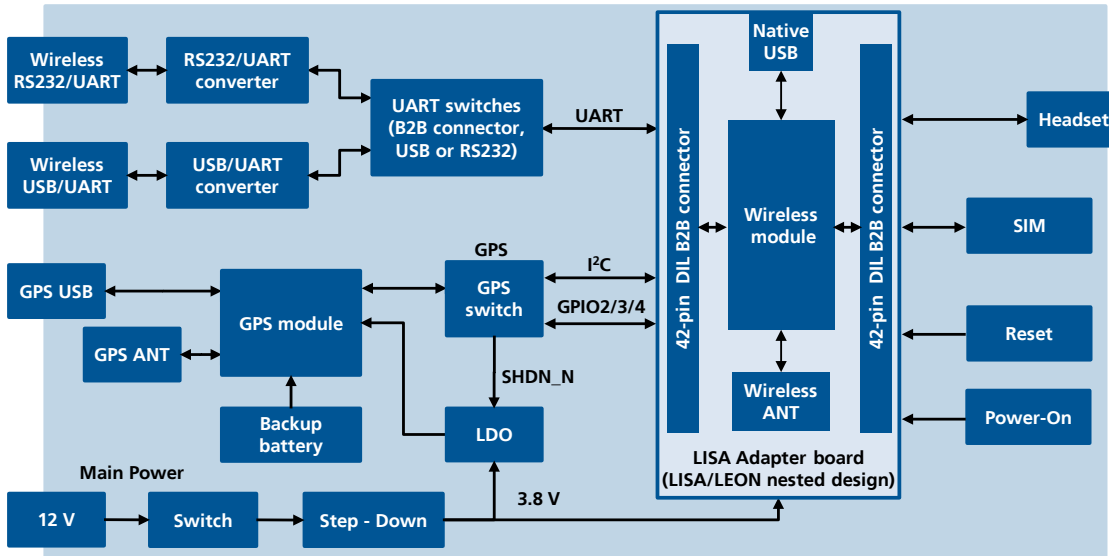 Wireless
RS232/UART
RS232/UART
converter
Wireless
USB/UART
USB/UART
converter
UART switches
(B2B connector,
USB or RS232)
UART
GPS USB
GPS ANT
GPS module
Backup
battery
GPS
GPS
switch
I²C
GPIO2/3/4
SHDN_N
LDO
Main Power
12 V
Switch
Step - Down
3.8 V
Native
USB
42-pin DIL B2B connector
Wireless
module
42-pin DIL B2B connector
Wireless
ANT
LISA Adapter board
(LISA/LEON nested design)
Headset
SIM
Reset
Power-On